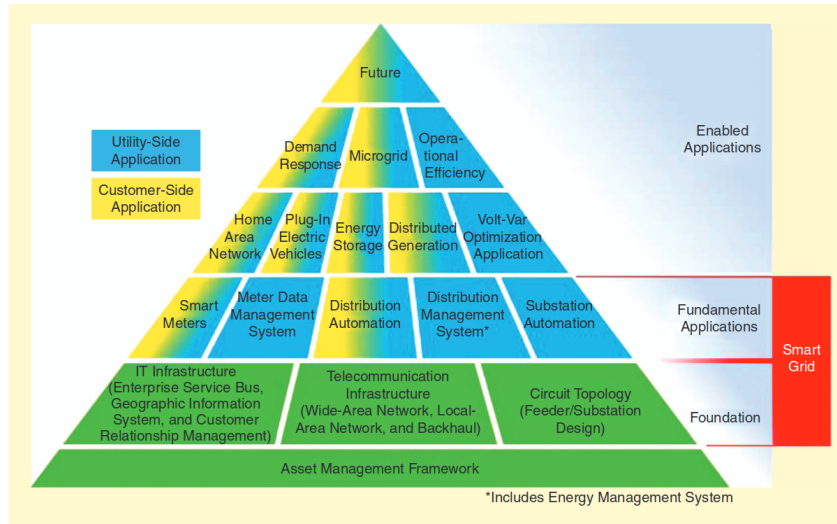 Future
Utility-Side
Application
Customer-Side
Application
Demand
Response
Microgrid
Opera-
tional
Efficiency
Enabled
Applications
Home
Area
Network
Plug-In
Electric
Vehicles
Energy
Storage
Distributed
Generation
Volt-Var
Optimization
Application
Smart
Meters
Meter Data
Management
System
Distribution
Automation
Distribution
Management
System*
Substation
Automation
Fundamental
Applications
Smart
Grid
IT Infrastructure
(Enterprise Service Bus,
Geographic Information
System, and Customer
Relationship Management)
Telecommunication
Infrastructure
(Wide-Area Network, Local-
Area Network, and Backhaul)
Circuit Topology
(Feeder/Substation
Design)
Foundation
Asset Management Framework
*Includes Energy Management System